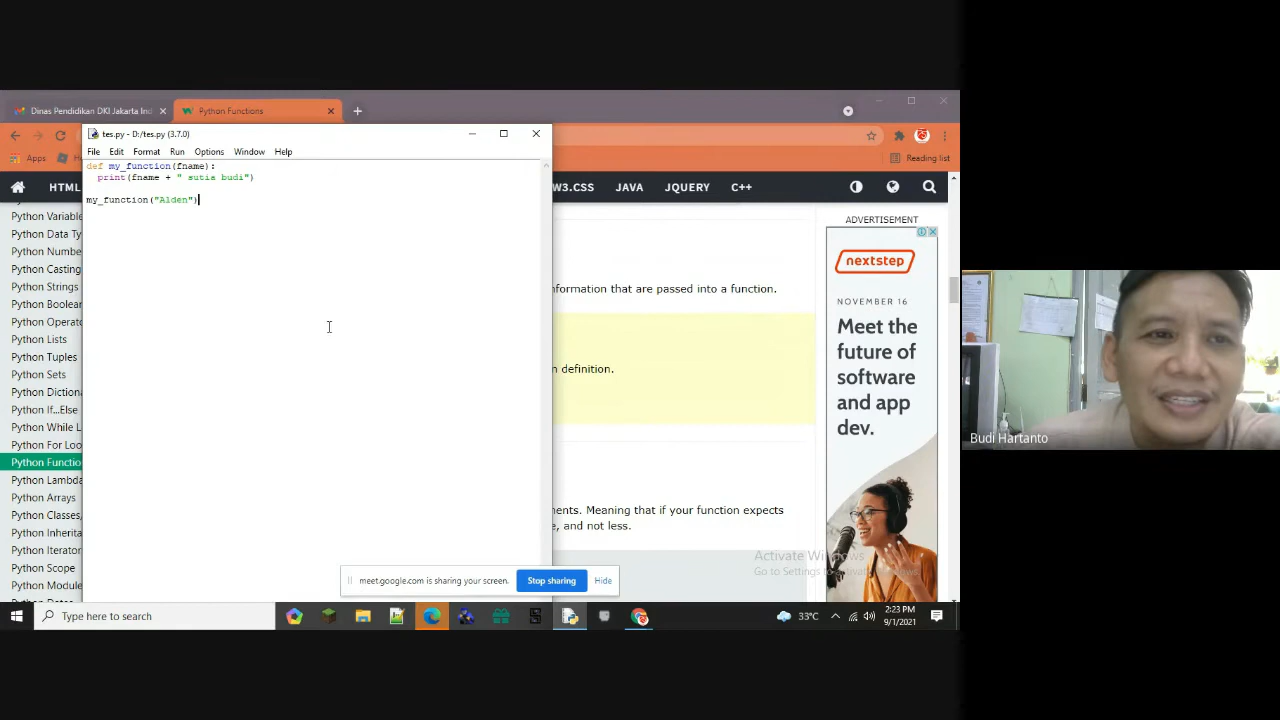 Dinas Pendidikan DKI Jakarta Ind
Python Functions
Apps
Reading list
tes.py - D:/tes.py (3.7.0)
File Edit Format Run Options Window Help
def my_function(fname):
print(fname + " sutis budi")
my_function("Alden")
HTML
W3.CSS
JAVA
JQUERY
C++
Python Variable
Python Data Ty
Python Number
Python Casting
Python Strings
Python Boolean
Python Operato
Python Lists
Python Tuples
Python Sets
Python Dictiona
Python If...Else
Python While L
Python For Loo
Python Functio
Python Lambda
Python Arrays
Python Classes,
Python Inherita
Python Iterator
Python Scope
Python Module
nformation that are passed into a function.
n definition.
ents. Meaning that if your function expects
e, and not less.
ADVERTISEMENT
nextstep
NOVEMBER 16
Meet the
future of
software
and app
dev.
Activate Windows
Go to Settings to activate Windows.
meet.google.com is sharing your screen.
Stop sharing
Hide
Type here to search
33°C
2:23 PM
9/1/2021
Budi Hartanto